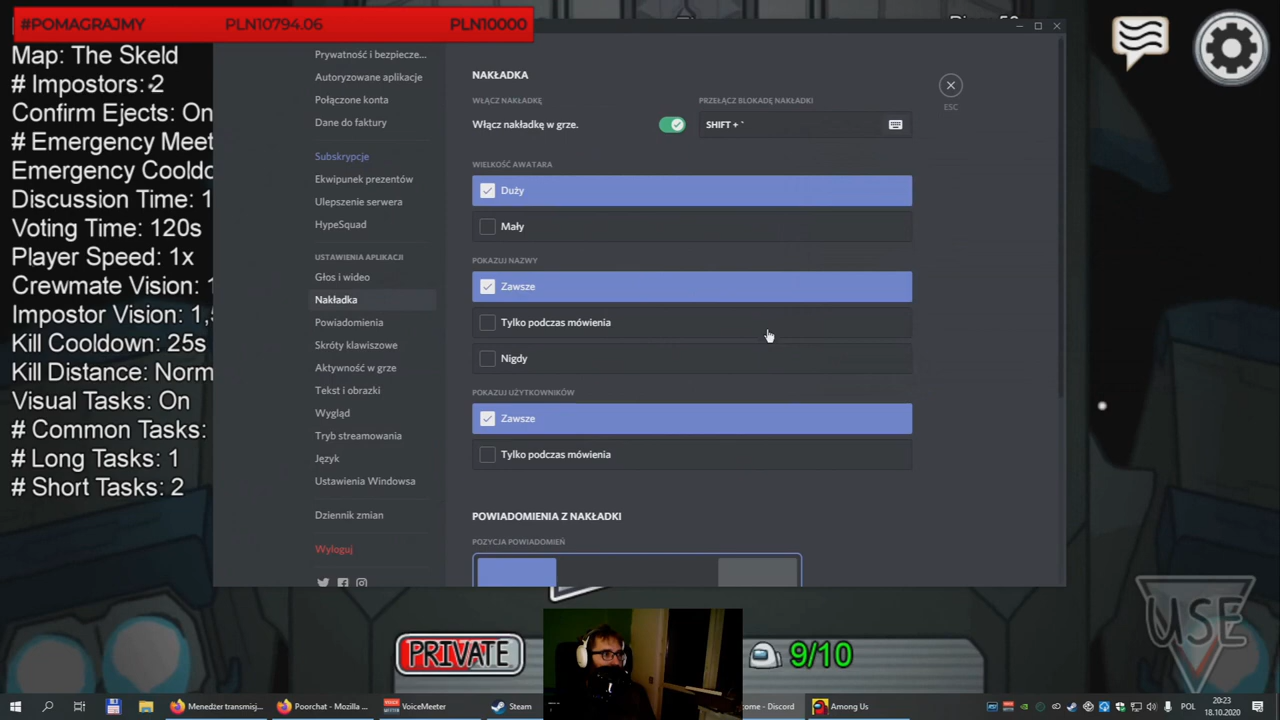 #POMAGRAJMY PLN10794.06 PLN10000
Map: The Skeld
# Impostors: 2
Confirm Ejects: On
# Emergency Meet
Emergency Cooldo
Discussion Time: 1
Voting Time: 120s
Player Speed: 1x
Crewmate Vision: 1
Impostor Vision: 1,5
Kill Cooldown: 25s
Kill Distance: Norm
Visual Tasks: On
# Common Tasks:
# Long Tasks: 1
# Short Tasks: 2
Prywatność i bezpiecze...
Autoryzowane aplikacje
Połączone konta
Dane do faktury
Subskrypcje
Ekwipunek prezentów
Ulepszenie serwera
HypeSquad
USTAWIENIA APLIKACJI
Głos i wideo
Nakładka
Powiadomienia
Skróty klawiszowe
Aktywność w grze
Tekst i obrazki
Wygląd
Tryb streamowania
Język
Ustawienia Windowsa
Dziennik zmian
Wyloguj
NAKŁADKA
WŁĄCZ NAKŁADKĘ
Włącz nakładkę w grze.
PRZEŁĄCZ BLOKADĘ NAKŁADKI
SHIFT + `
ESC
WIELKOŚĆ AWATARA
Duży
Mały
POKAZUJ NAZWY
Zawsze
Tylko podczas mówienia
Nigdy
POKAZUJ UŻYTKOWNIKÓW
Zawsze
Tylko podczas mówienia
POWIADOMIENIA Z NAKŁADKI
POZYCJA POWIADOMIEŃ
USE
PRIVATE
9/10
Menedżer transmisj...
Poorchat - Mozilla ...
VoiceMeeter
Steam
ome - Discord
Among Us
20:23
18.10.2020